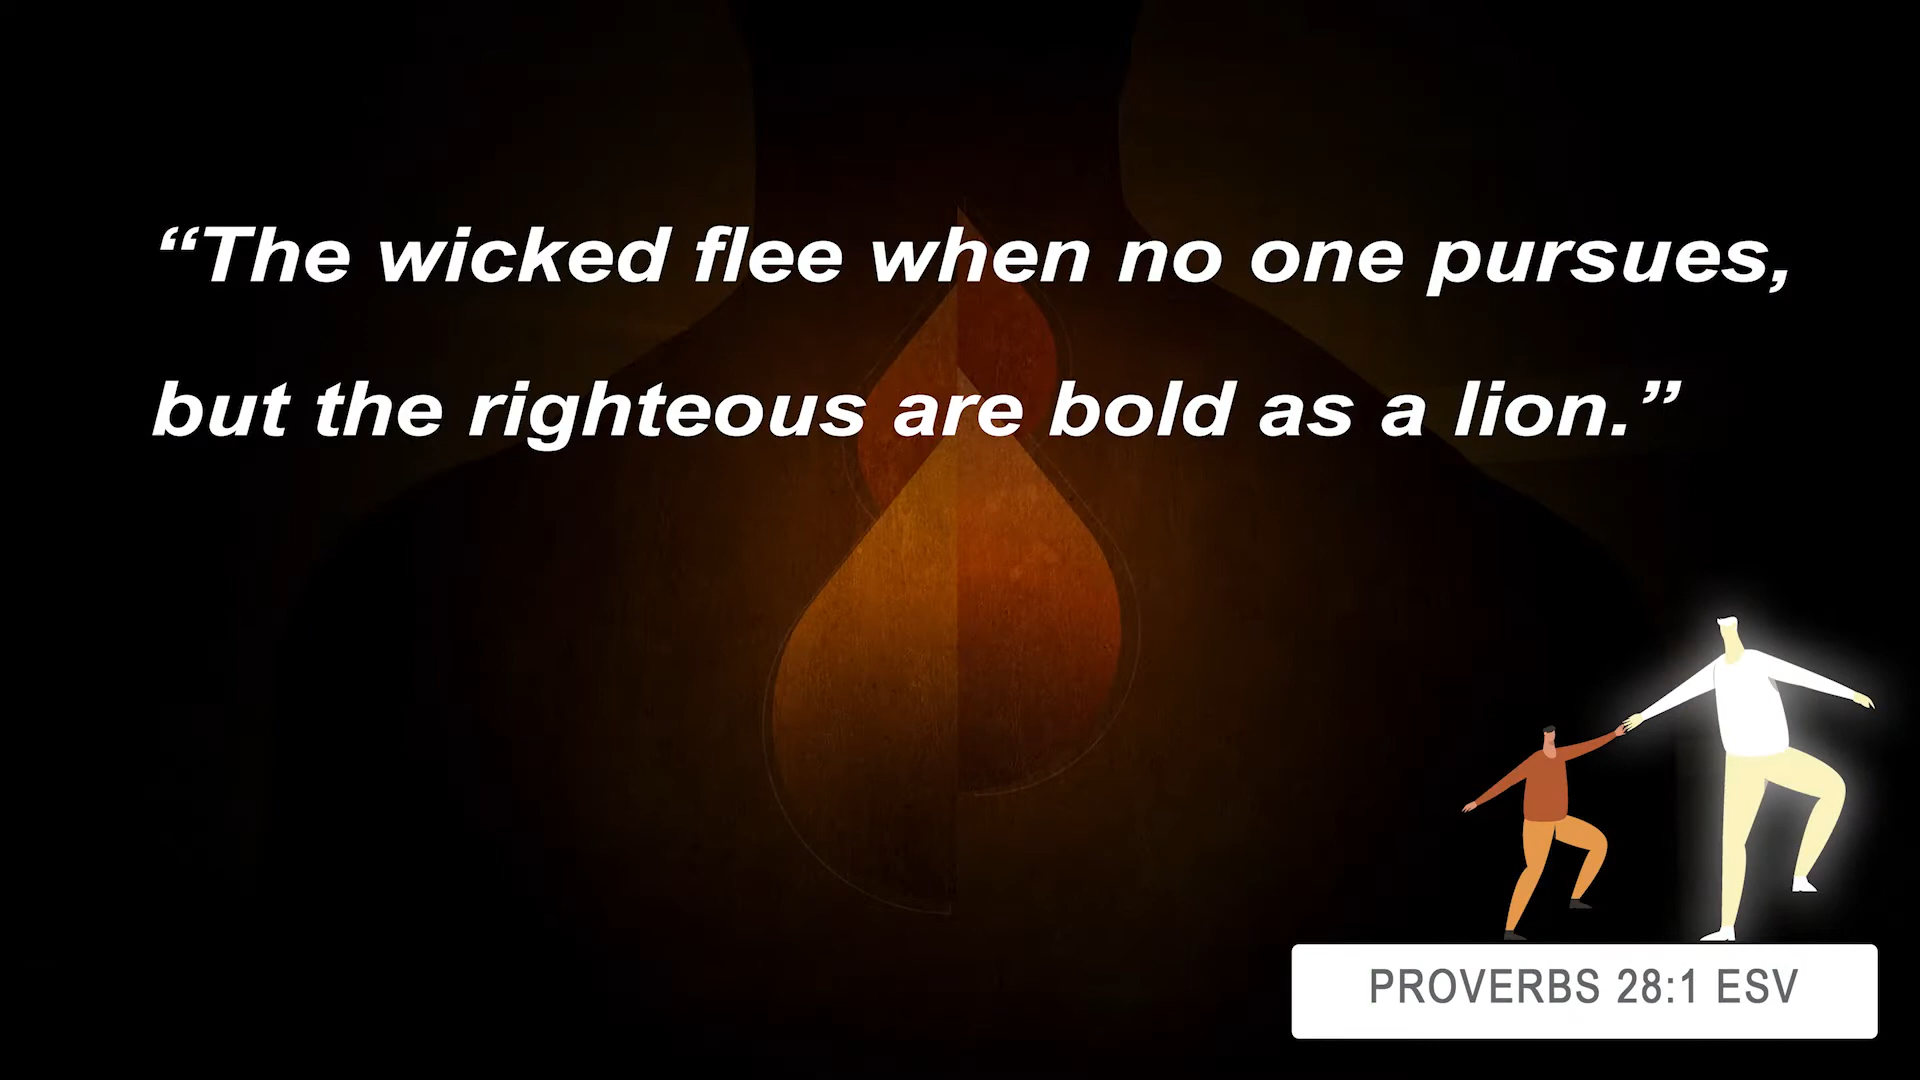 “The wicked flee when no one pursues,
but the righteous are bold as a lion.”
PROVERBS 28:1 ESV